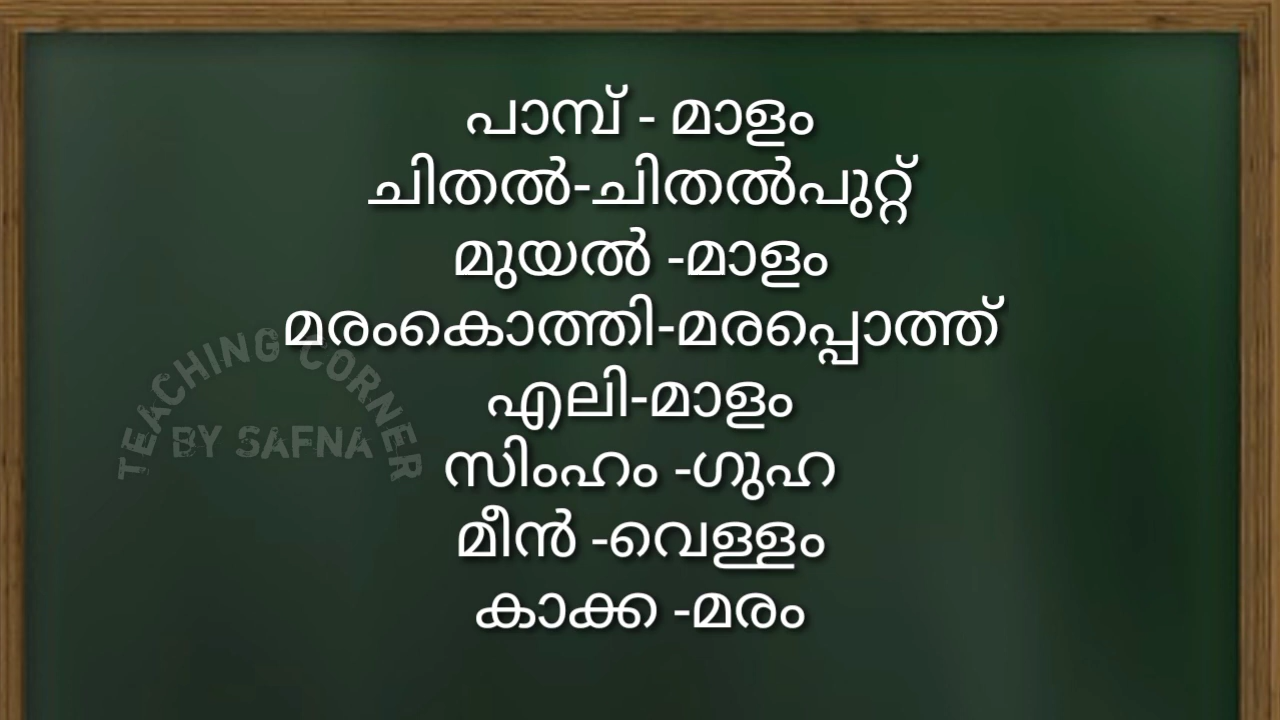 പാമ്പ് - മാളം
ചിതൽ-ചിതൽപുറ്റ്
മുയൽ -മാളം
മരംകൊത്തി-മരപ്പൊത്ത്
എലി-മാളം
സിംഹം -ഗുഹ
മീൻ -വെള്ളം
കാക്ക -മരം
TEACHING CORNER
BY SAFNA